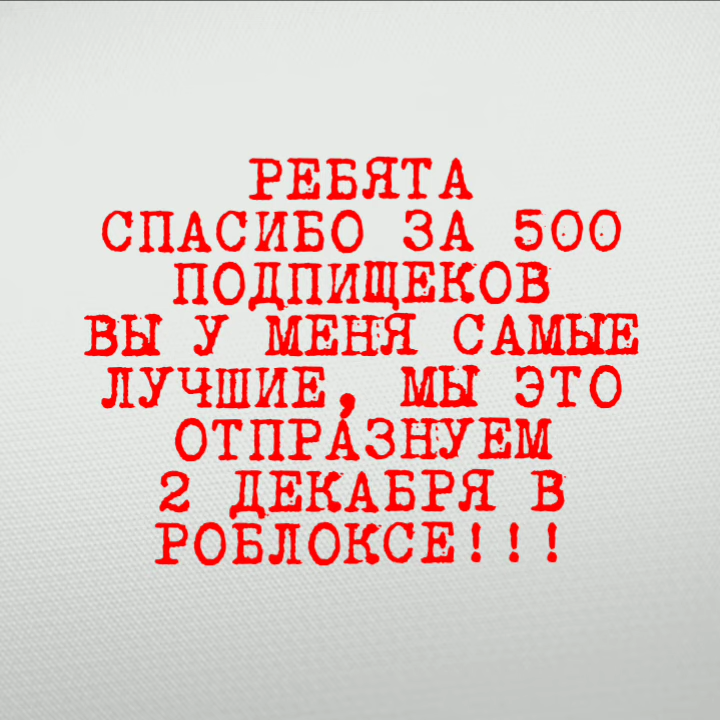 РЕБЯТА
СПАСИБО ЗА 500
ПОДПИЩЕКОВ
ВЫ У МЕНЯ САМЫЕ
ЛУЧШИЕ, МЫ ЭТО
ОТПРАЗНУЕМ
2 ДЕКАБРЯ В
РОБЛОКСЕ!!!